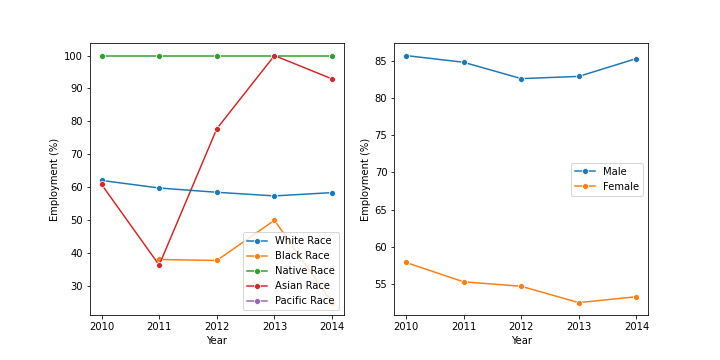 100
90
80
70
60
50
40
30
Employment (%)
2010 2011 2012 2013 2014
Year
White Race
Black Race
Native Race
Asian Race
Pacific Race
85
80
75
70
65
60
55
Employment (%)
2010 2011 2012 2013 2014
Year
Male
Female